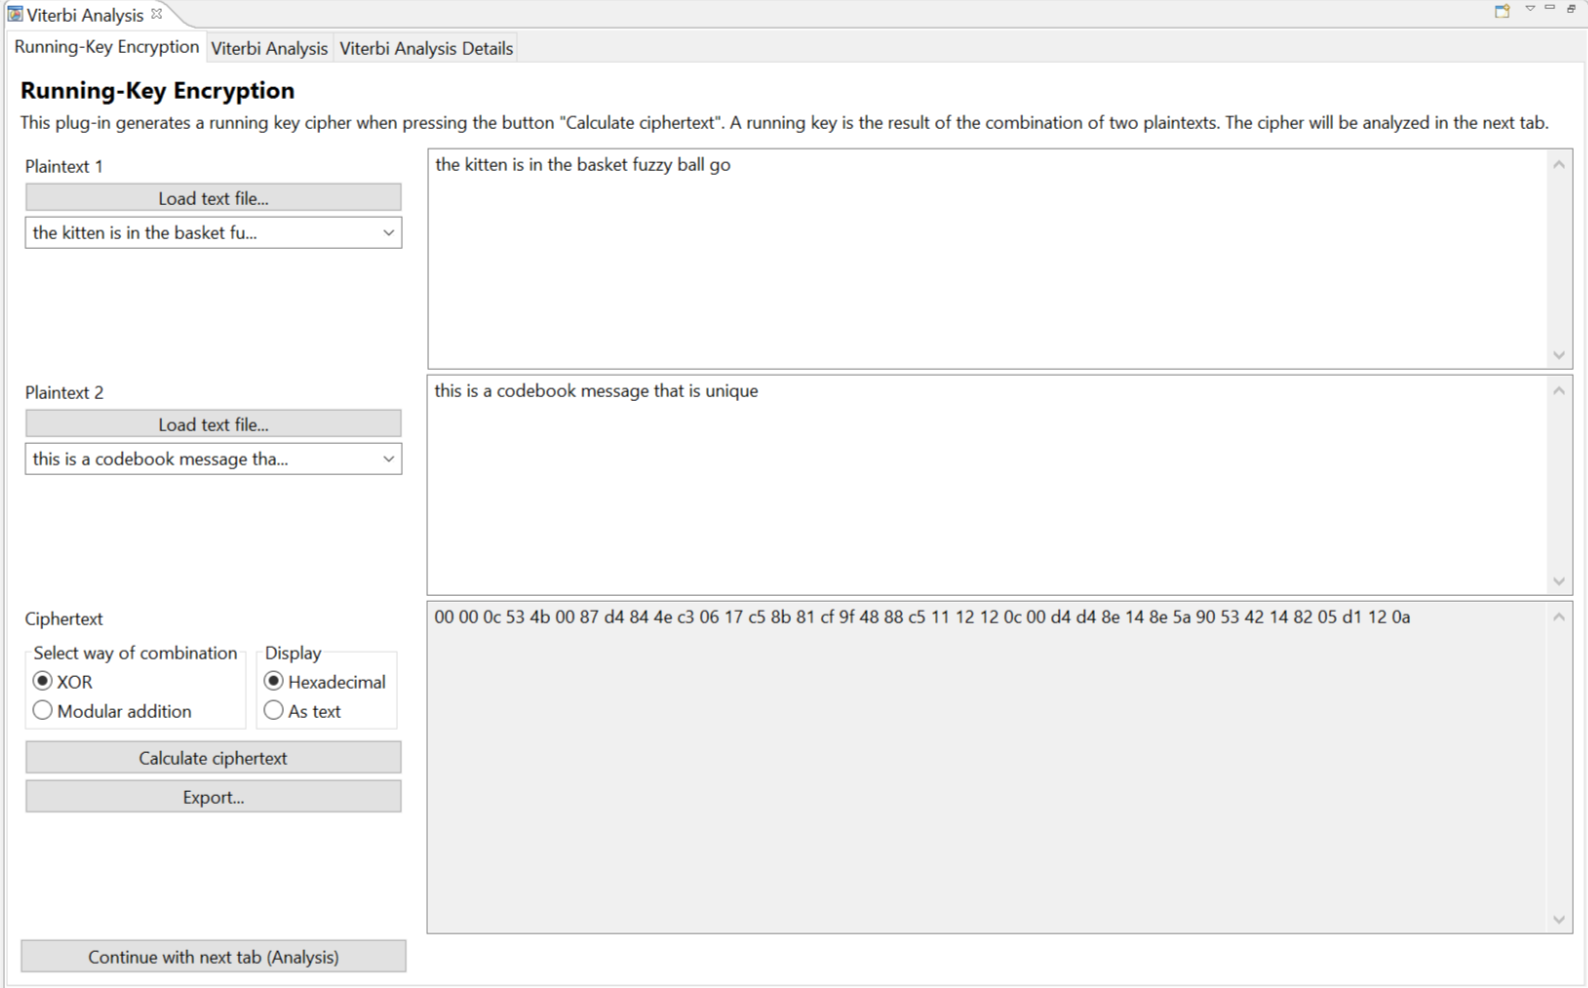 Viterbi Analysis
Running-Key Encryption Viterbi Analysis Viterbi Analysis Details
Running-Key Encryption
This plug-in generates a running key cipher when pressing the button "Calculate ciphertext". A running key is the result of the combination of two plaintexts. The cipher will be analyzed in the next tab.
Plaintext 1
Load text file...
the kitten is in the basket fu...
the kitten is in the basket fuzzy ball go
Plaintext 2
Load text file...
this is a codebook message tha...
this is a codebook message that is unique
Ciphertext
Select way of combination
XOR
Modular addition
Display
Hexadecimal
As text
Calculate ciphertext
Export...
00 00 0c 53 4b 00 87 d4 84 4e c3 06 17 c5 8b 81 cf 9f 48 88 c5 11 12 12 0c 00 d4 d4 8e 14 8e 5a 90 53 42 14 82 05 d1 12 0a
Continue with next tab (Analysis)